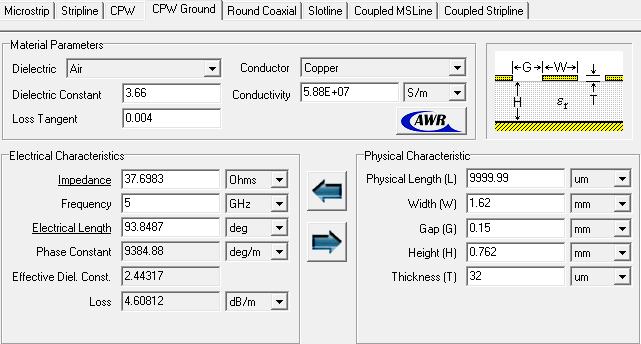 Microstrip Stripline CPW CPW Ground Round Coaxial Slotline Coupled MSLine Coupled Stripline
Material Parameters
Dielectric Air Conductor Copper
Dielectric Constant 3.66 Conductivity 5.88E+07 S/m
Loss Tangent 0.004
AWR
G W
H εr T
Electrical Characteristics
Impedance 37.6983 Ohms
Frequency 5 GHz
Electrical Length 93.8487 deg
Phase Constant 9384.88 deg/m
Effective Diel. Const. 2.44317
Loss 4.60812 dB/m
Physical Characteristic
Physical Length (L) 9999.99 um
Width (W) 1.62 mm
Gap (G) 0.15 mm
Height (H) 0.762 mm
Thickness (T) 32 um